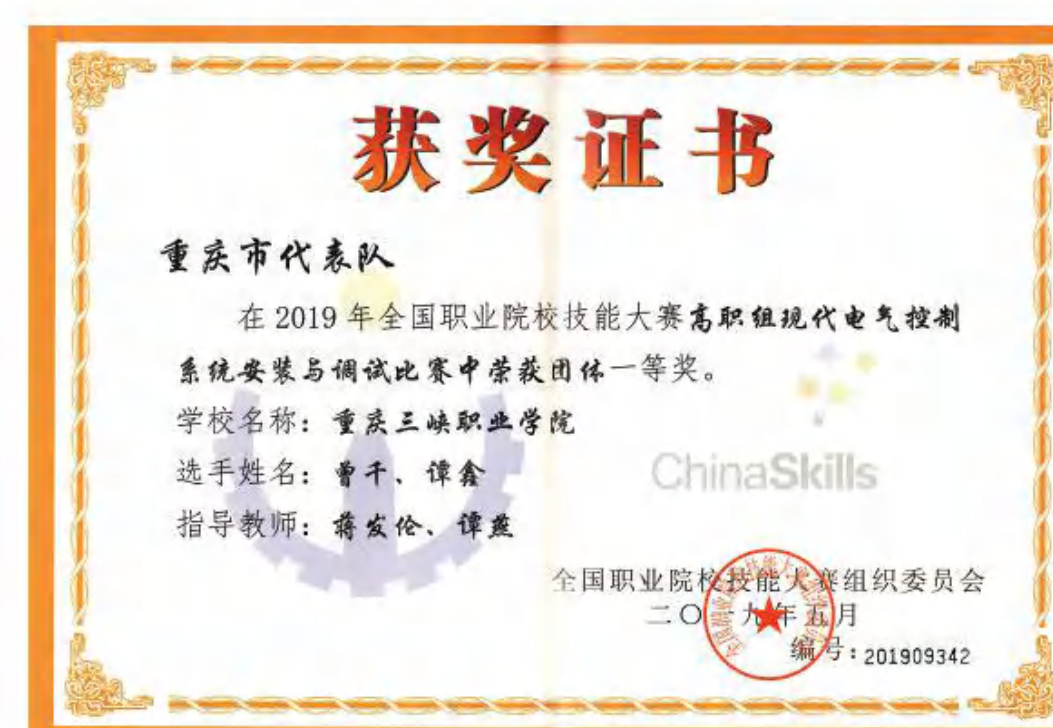 获奖证书
重庆市代表队
在2019年全国职业院校技能大赛高职组现代电气控制
系统安装与调试比赛中荣获团体一等奖。
学校名称：重庆三峡职业学院
选手姓名：曾千、谭鑫
指导教师：蒋发伦、谭燕
ChinaSkills
全国职业院校技能大赛组织委员会
二〇一九年五月
编号：201909342